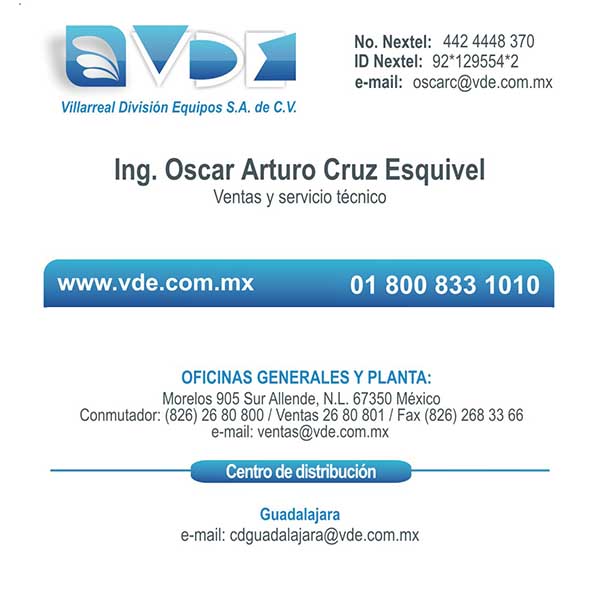 VDE
Villarreal División Equipos S.A. de C.V.
No. Nextel: 442 4448 370
ID Nextel: 92*129554*2
e-mail: oscarc@vde.com.mx
Ing. Oscar Arturo Cruz Esquivel
Ventas y servicio técnico
www.vde.com.mx 01 800 833 1010
OFICINAS GENERALES Y PLANTA:
Morelos 905 Sur Allende, N.L. 67350 México
Conmutador: (826) 26 80 800 / Ventas 26 80 801 / Fax (826) 268 33 66
e-mail: ventas@vde.com.mx
Centro de distribución
Guadalajara
e-mail: cdguadalajara@vde.com.mx